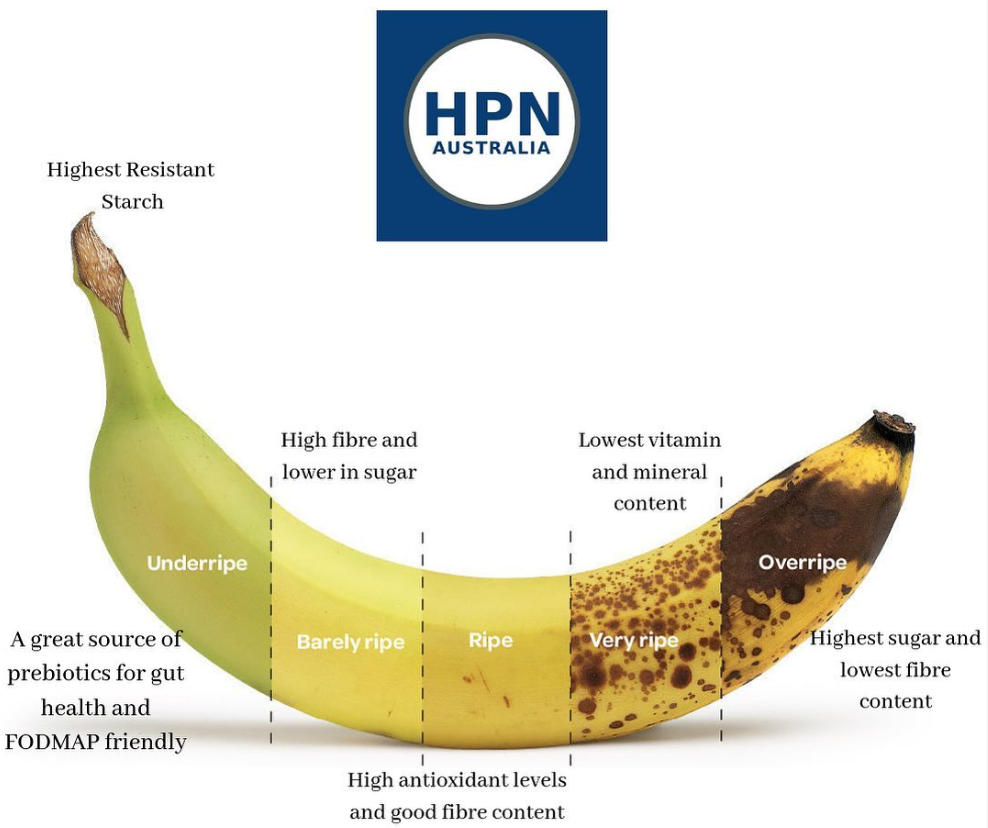 HPN
AUSTRALIA
Highest Resistant
Starch
High fibre and
lower in sugar
Lowest vitamin
and mineral
content
Underripe
Overripe
Barely ripe
Ripe
Very ripe
A great source of
prebiotics for gut
health and
FODMAP friendly
Highest sugar and
lowest fibre
content
High antioxidant levels
and good fibre content